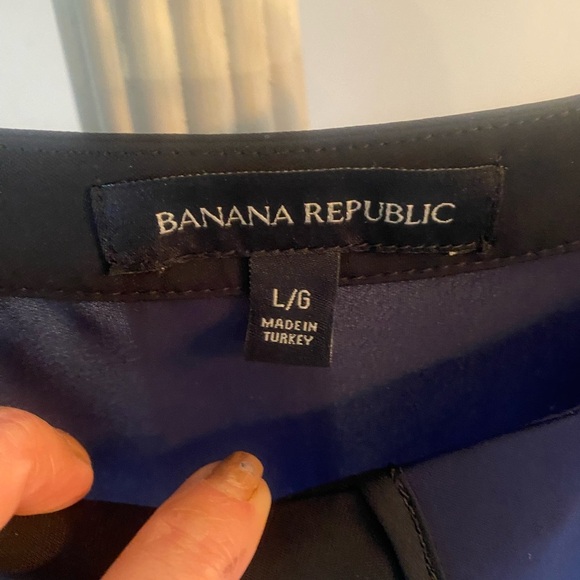 BANANA REPUBLIC
L/G
MADE IN
TURKEY